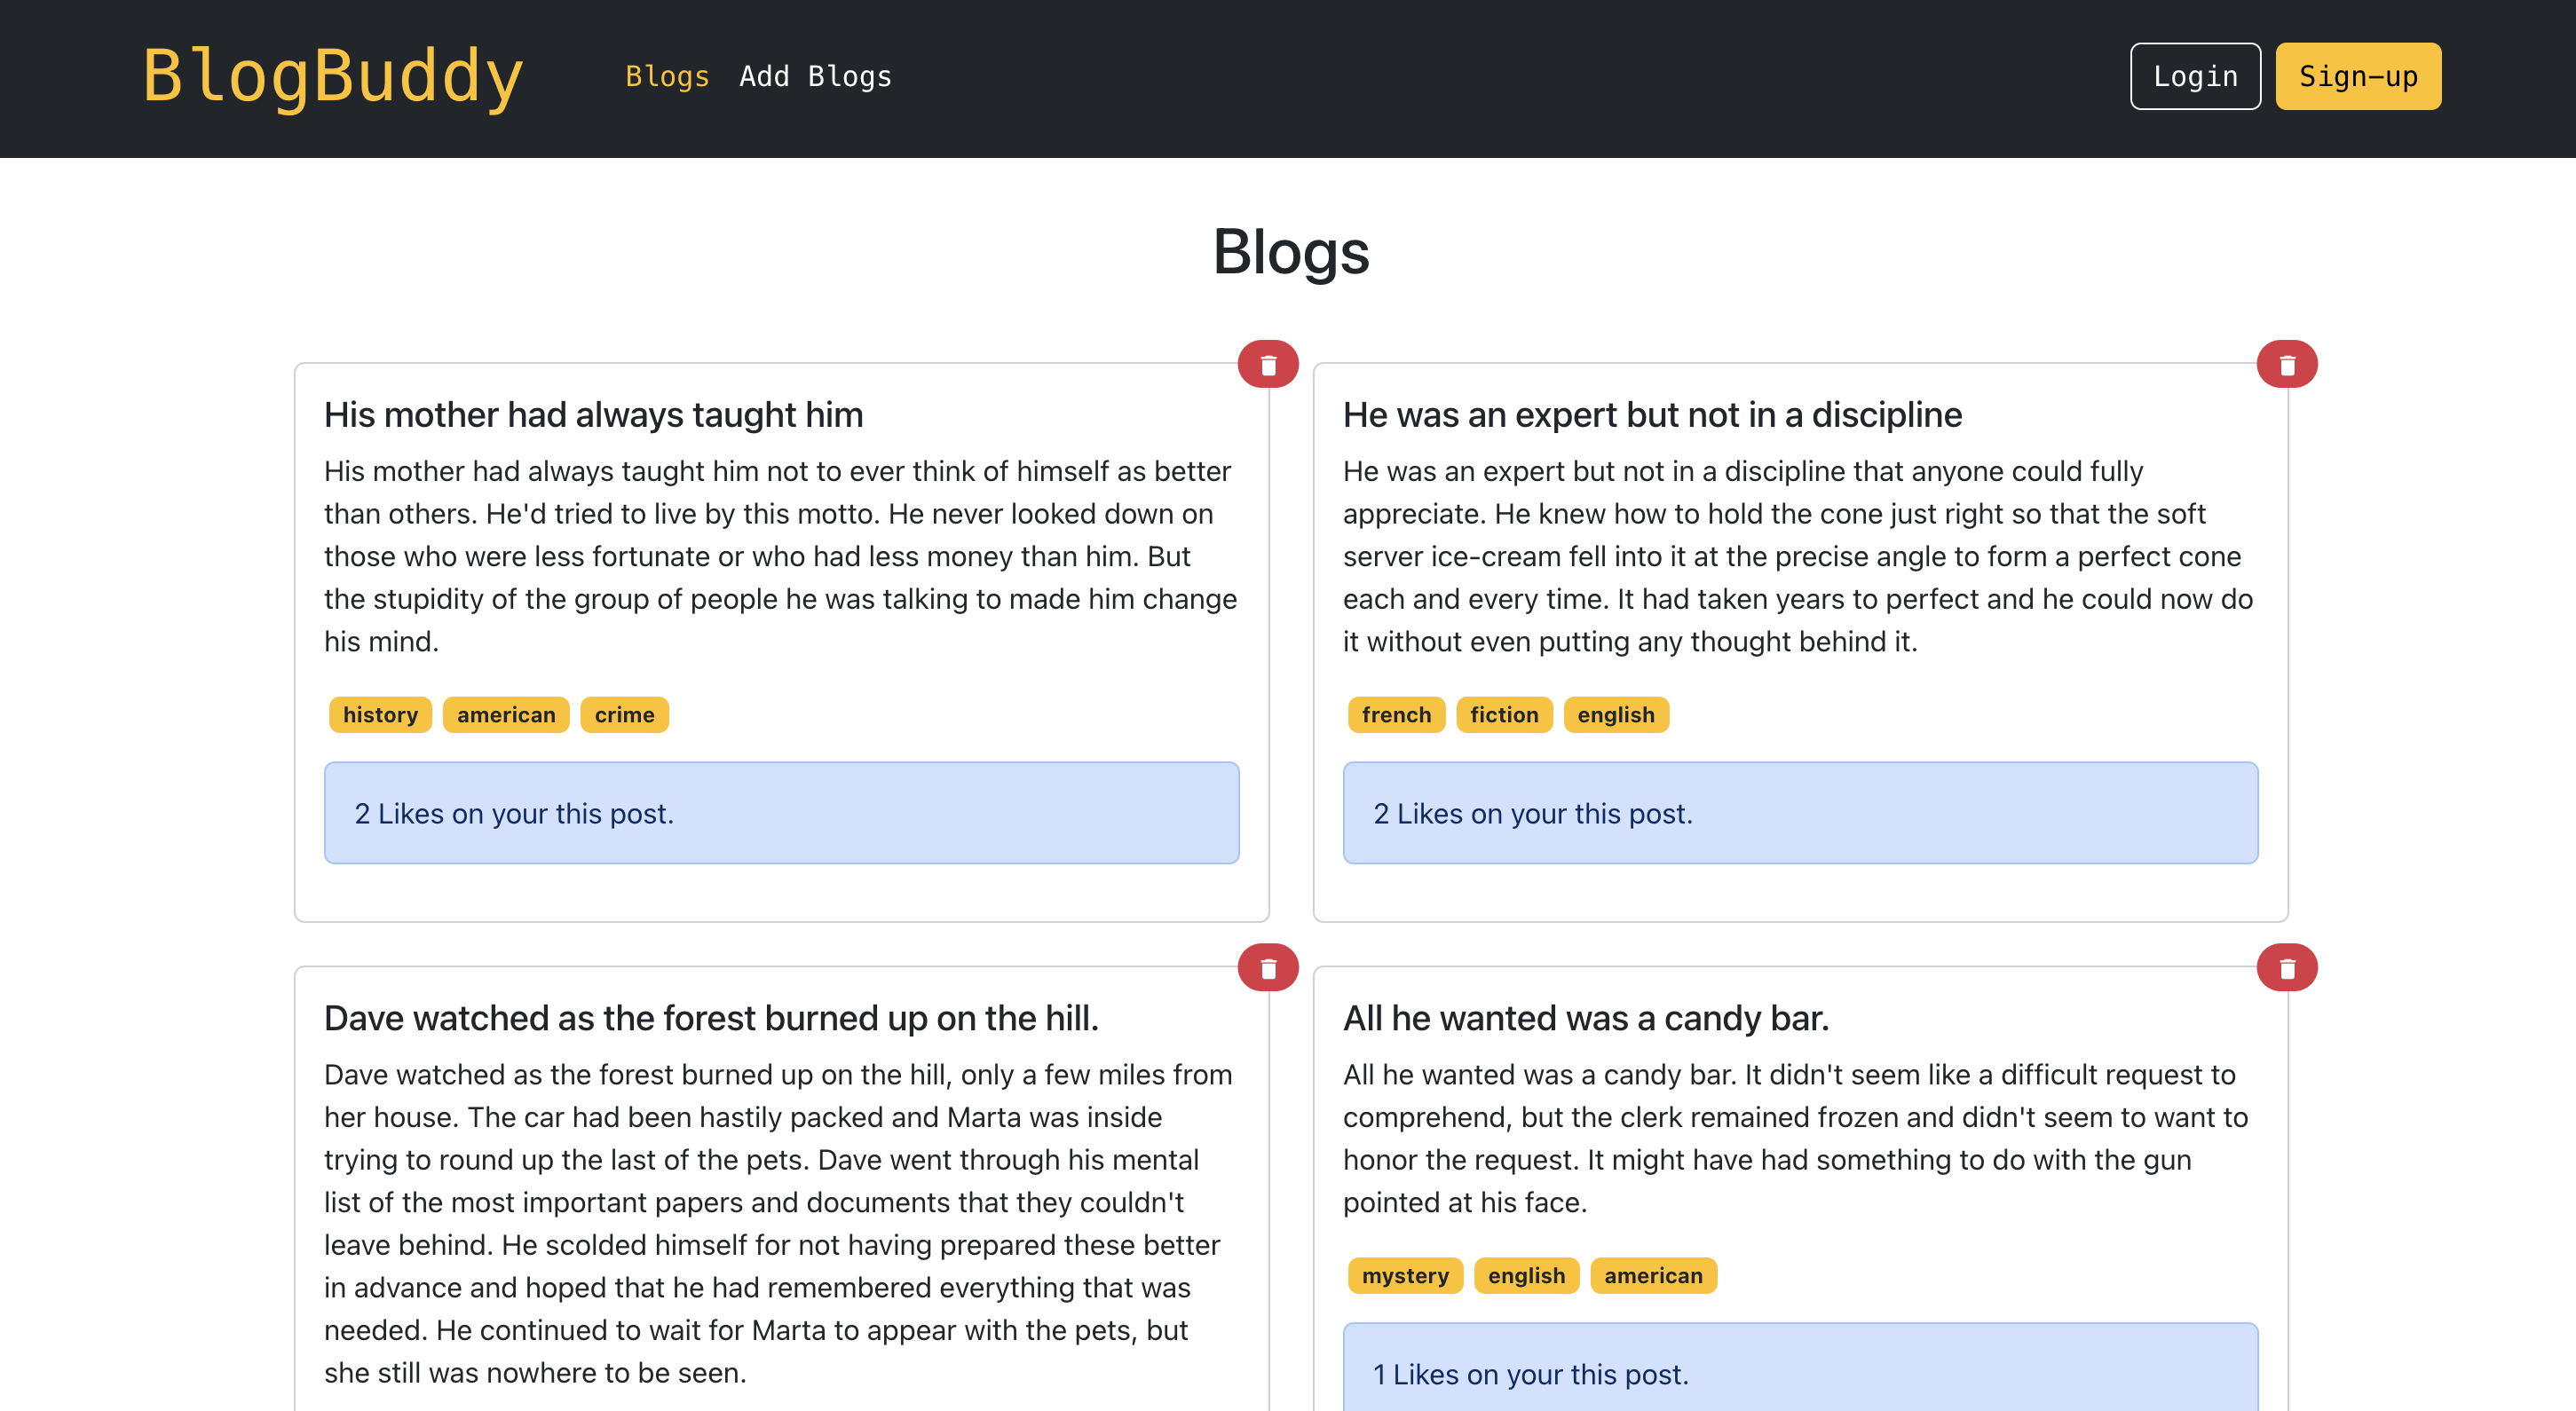 BlogBuddy Blogs Add Blogs Login Sign-up
Blogs
His mother had always taught him
His mother had always taught him not to ever think of himself as better
than others. He'd tried to live by this motto. He never looked down on
those who were less fortunate or who had less money than him. But
the stupidity of the group of people he was talking to made him change
his mind.
history american crime
2 Likes on your this post.
He was an expert but not in a discipline
He was an expert but not in a discipline that anyone could fully
appreciate. He knew how to hold the cone just right so that the soft
server ice-cream fell into it at the precise angle to form a perfect cone
each and every time. It had taken years to perfect and he could now do
it without even putting any thought behind it.
french fiction english
2 Likes on your this post.
Dave watched as the forest burned up on the hill.
Dave watched as the forest burned up on the hill, only a few miles from
her house. The car had been hastily packed and Marta was inside
trying to round up the last of the pets. Dave went through his mental
list of the most important papers and documents that they couldn't
leave behind. He scolded himself for not having prepared these better
in advance and hoped that he had remembered everything that was
needed. He continued to wait for Marta to appear with the pets, but
she still was nowhere to be seen.
All he wanted was a candy bar.
All he wanted was a candy bar. It didn't seem like a difficult request to
comprehend, but the clerk remained frozen and didn't seem to want to
honor the request. It might have had something to do with the gun
pointed at his face.
mystery english american
1 Likes on your this post.